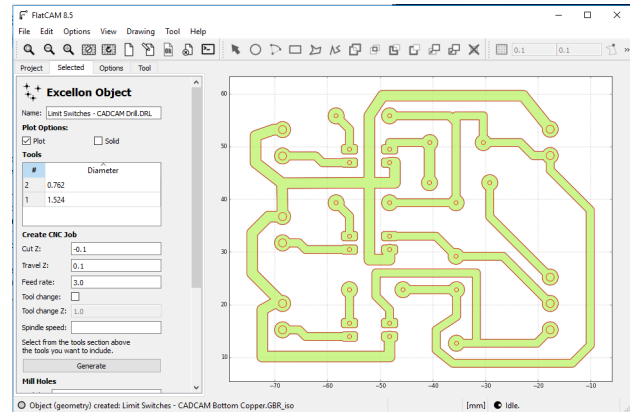 FlatCAM 8.5
File Edit Options View Drawing Tool Help
0.1 0.1
Project Selected Options Tool
Excellon Object
Name: Limit Switches - CADCAM Drill.DRL
Plot Options:
Plot Solid
Tools
# Diameter
2 0.762
1 1.524
Create CNC Job
Cut Z: -0.1
Travel Z: 0.1
Feed rate: 3.0
Tool change:
Tool change Z: 1.0
Spindle speed:
Select from the tools section above
the tools you want to include.
Generate
Mill Holes
60
50
40
30
20
10
−70 −60 −50 −40 −30 −20 −10
Object (geometry) created: Limit Switches - CADCAM Bottom Copper.GBR_iso [mm] Idle.